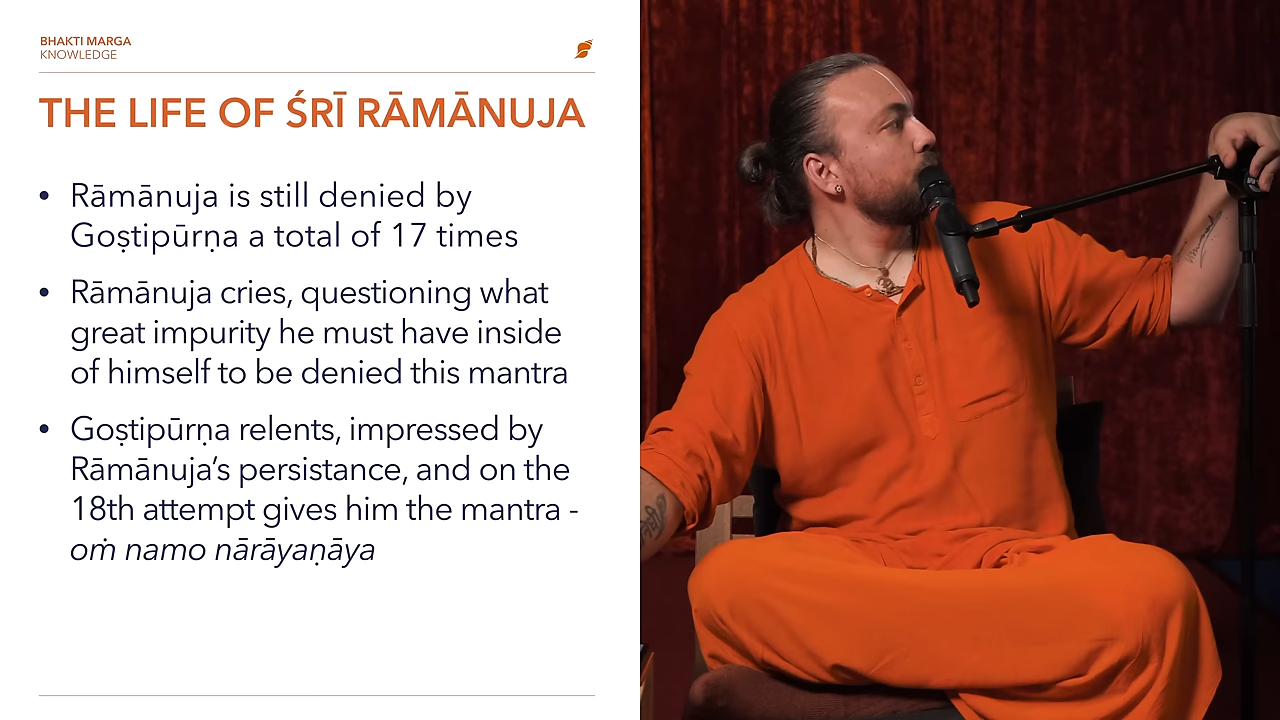 BHAKTI MARGA
KNOWLEDGE
THE LIFE OF ŚRĪ RĀMĀNUJA
• Rāmānuja is still denied by
Goṣṭipūrṇa a total of 17 times
• Rāmānuja cries, questioning what
great impurity he must have inside
of himself to be denied this mantra
• Goṣṭipūrṇa relents, impressed by
Rāmānuja’s persistance, and on the
18th attempt gives him the mantra -
oṁ namo nārāyaṇāya